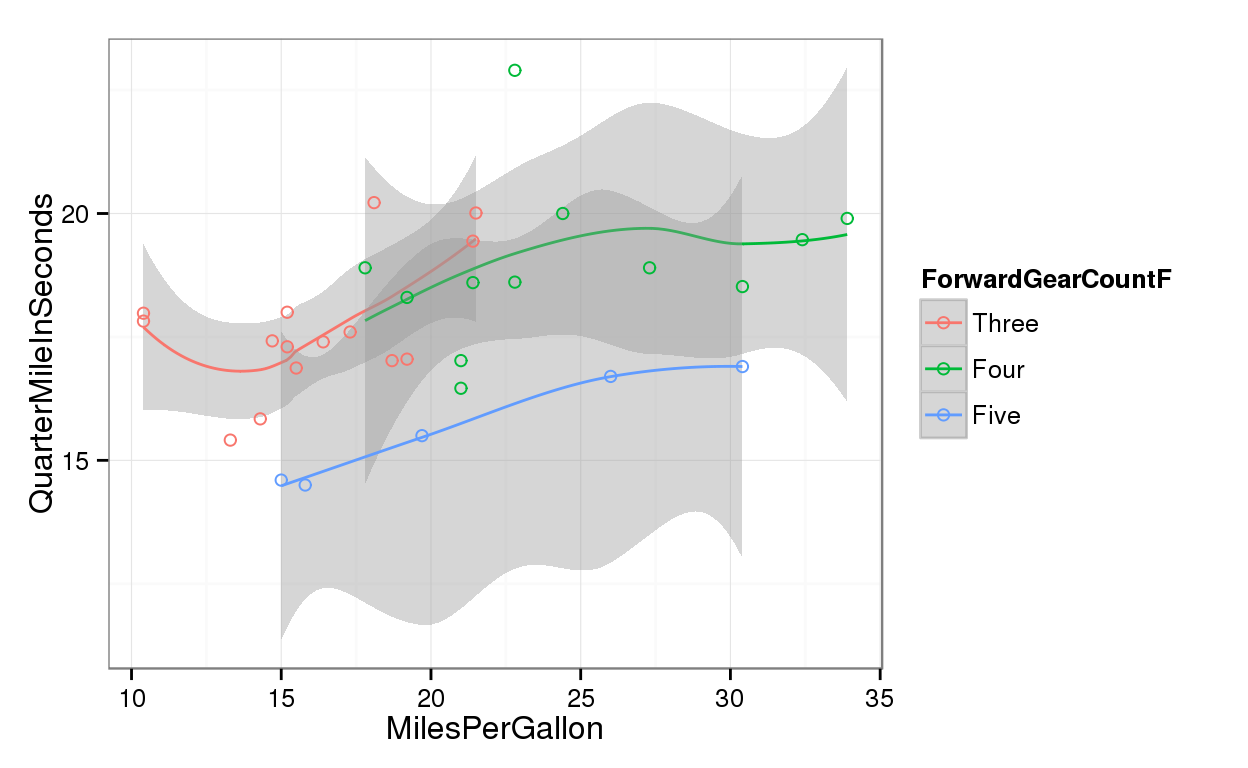 QuarterMileInSeconds
20
15
10 15 20 25 30 35
MilesPerGallon
ForwardGearCountF
Three
Four
Five